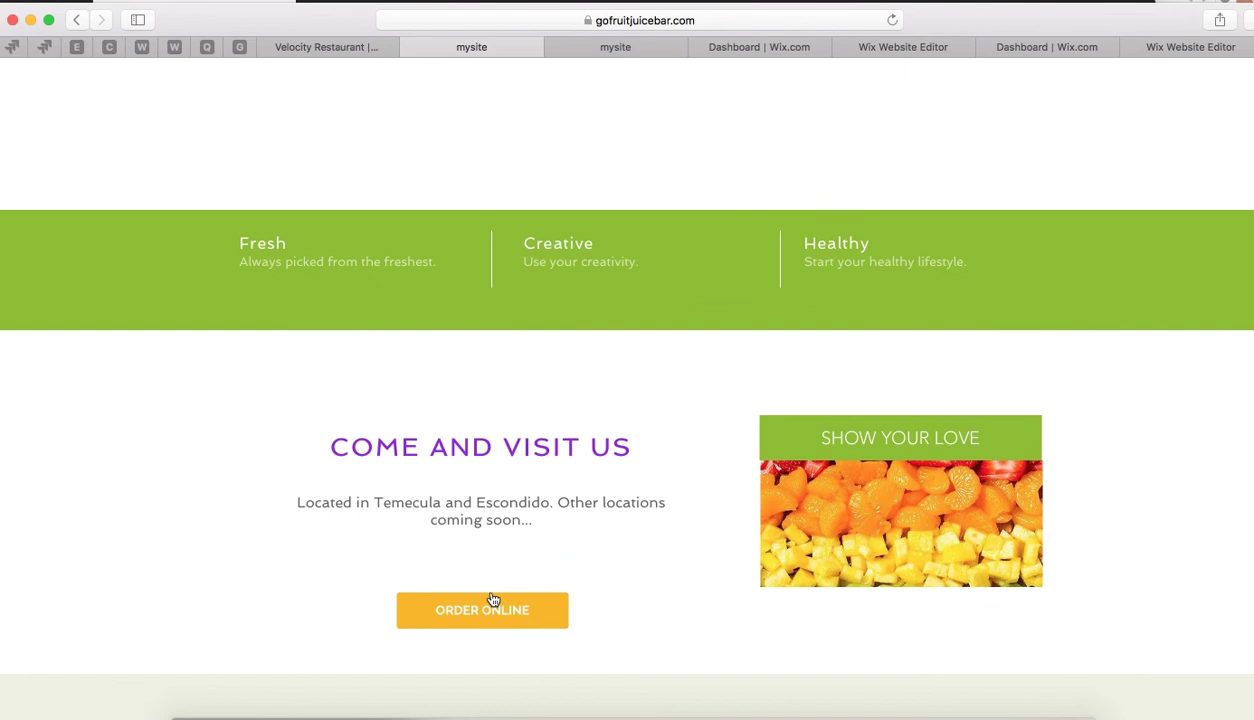 gofruitjuicebar.com
E C W W Q G Velocity Restaurant |... mysite mysite Dashboard | Wix.com Wix Website Editor Dashboard | Wix.com Wix Website Editor
Fresh
Always picked from the freshest.
Creative
Use your creativity.
Healthy
Start your healthy lifestyle.
COME AND VISIT US
Located in Temecula and Escondido. Other locations
coming soon...
ORDER ONLINE
SHOW YOUR LOVE